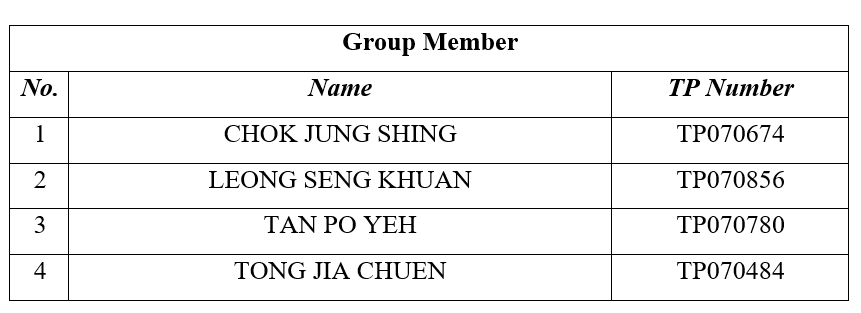 Group Member
No. Name TP Number
1 CHOK JUNG SHING TP070674
2 LEONG SENG KHUAN TP070856
3 TAN PO YEH TP070780
4 TONG JIA CHUEN TP070484